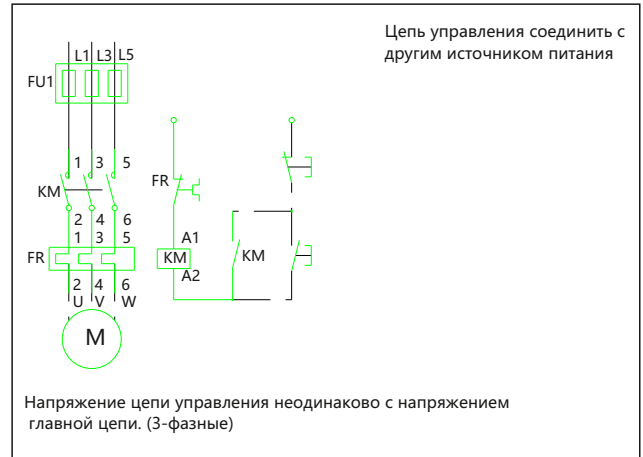 Цепь управления соединить с
другим источником питания
L1 L3 L5
FU1
1 3 5
KM
FR
2 4 6
1 3 5
A1
FR
KM
KM
A2
2 4 6
U V W
M
Напряжение цепи управления неодинаково с напряжением
главной цепи. (3-фазные)